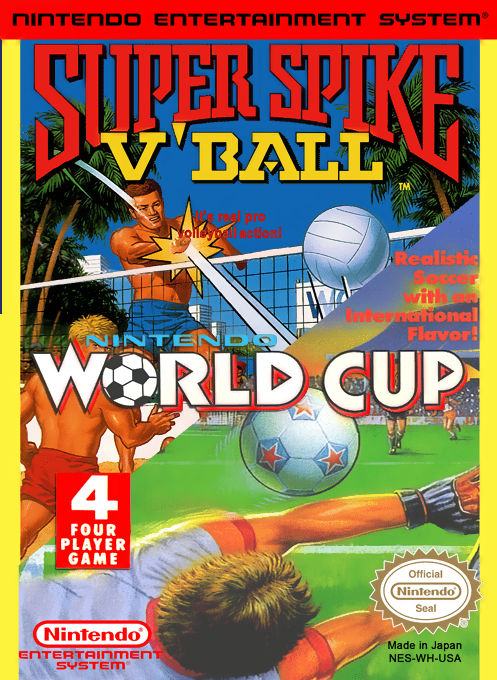 NINTENDO ENTERTAINMENT SYSTEM®
SUPER SPIKE
V'BALL
TM
It's real pro
volleyball action!
Realistic
Soccer
with an
International
Flavor!
NINTENDO
WORLD CUP
4
FOUR
PLAYER
GAME
Official
Nintendo
Seal
Nintendo®
ENTERTAINMENT
SYSTEM®
Made in Japan
NES-WH-USA